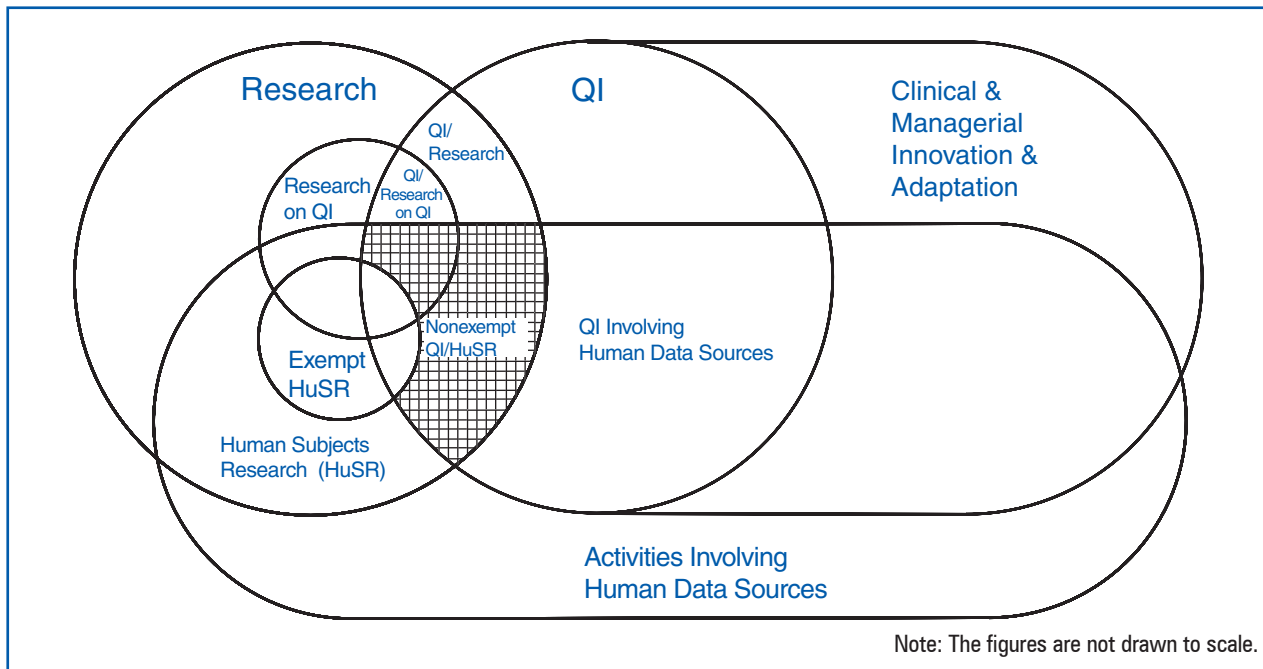 Research
QI
Clinical &
Managerial
Innovation &
Adaptation
QI/
Research
QI/
Research
on QI
Research
on QI
Nonexempt
QI/HuSR
QI Involving
Human Data Sources
Exempt
HuSR
Human Subjects
Research (HuSR)
Activities Involving
Human Data Sources
Note: The figures are not drawn to scale.